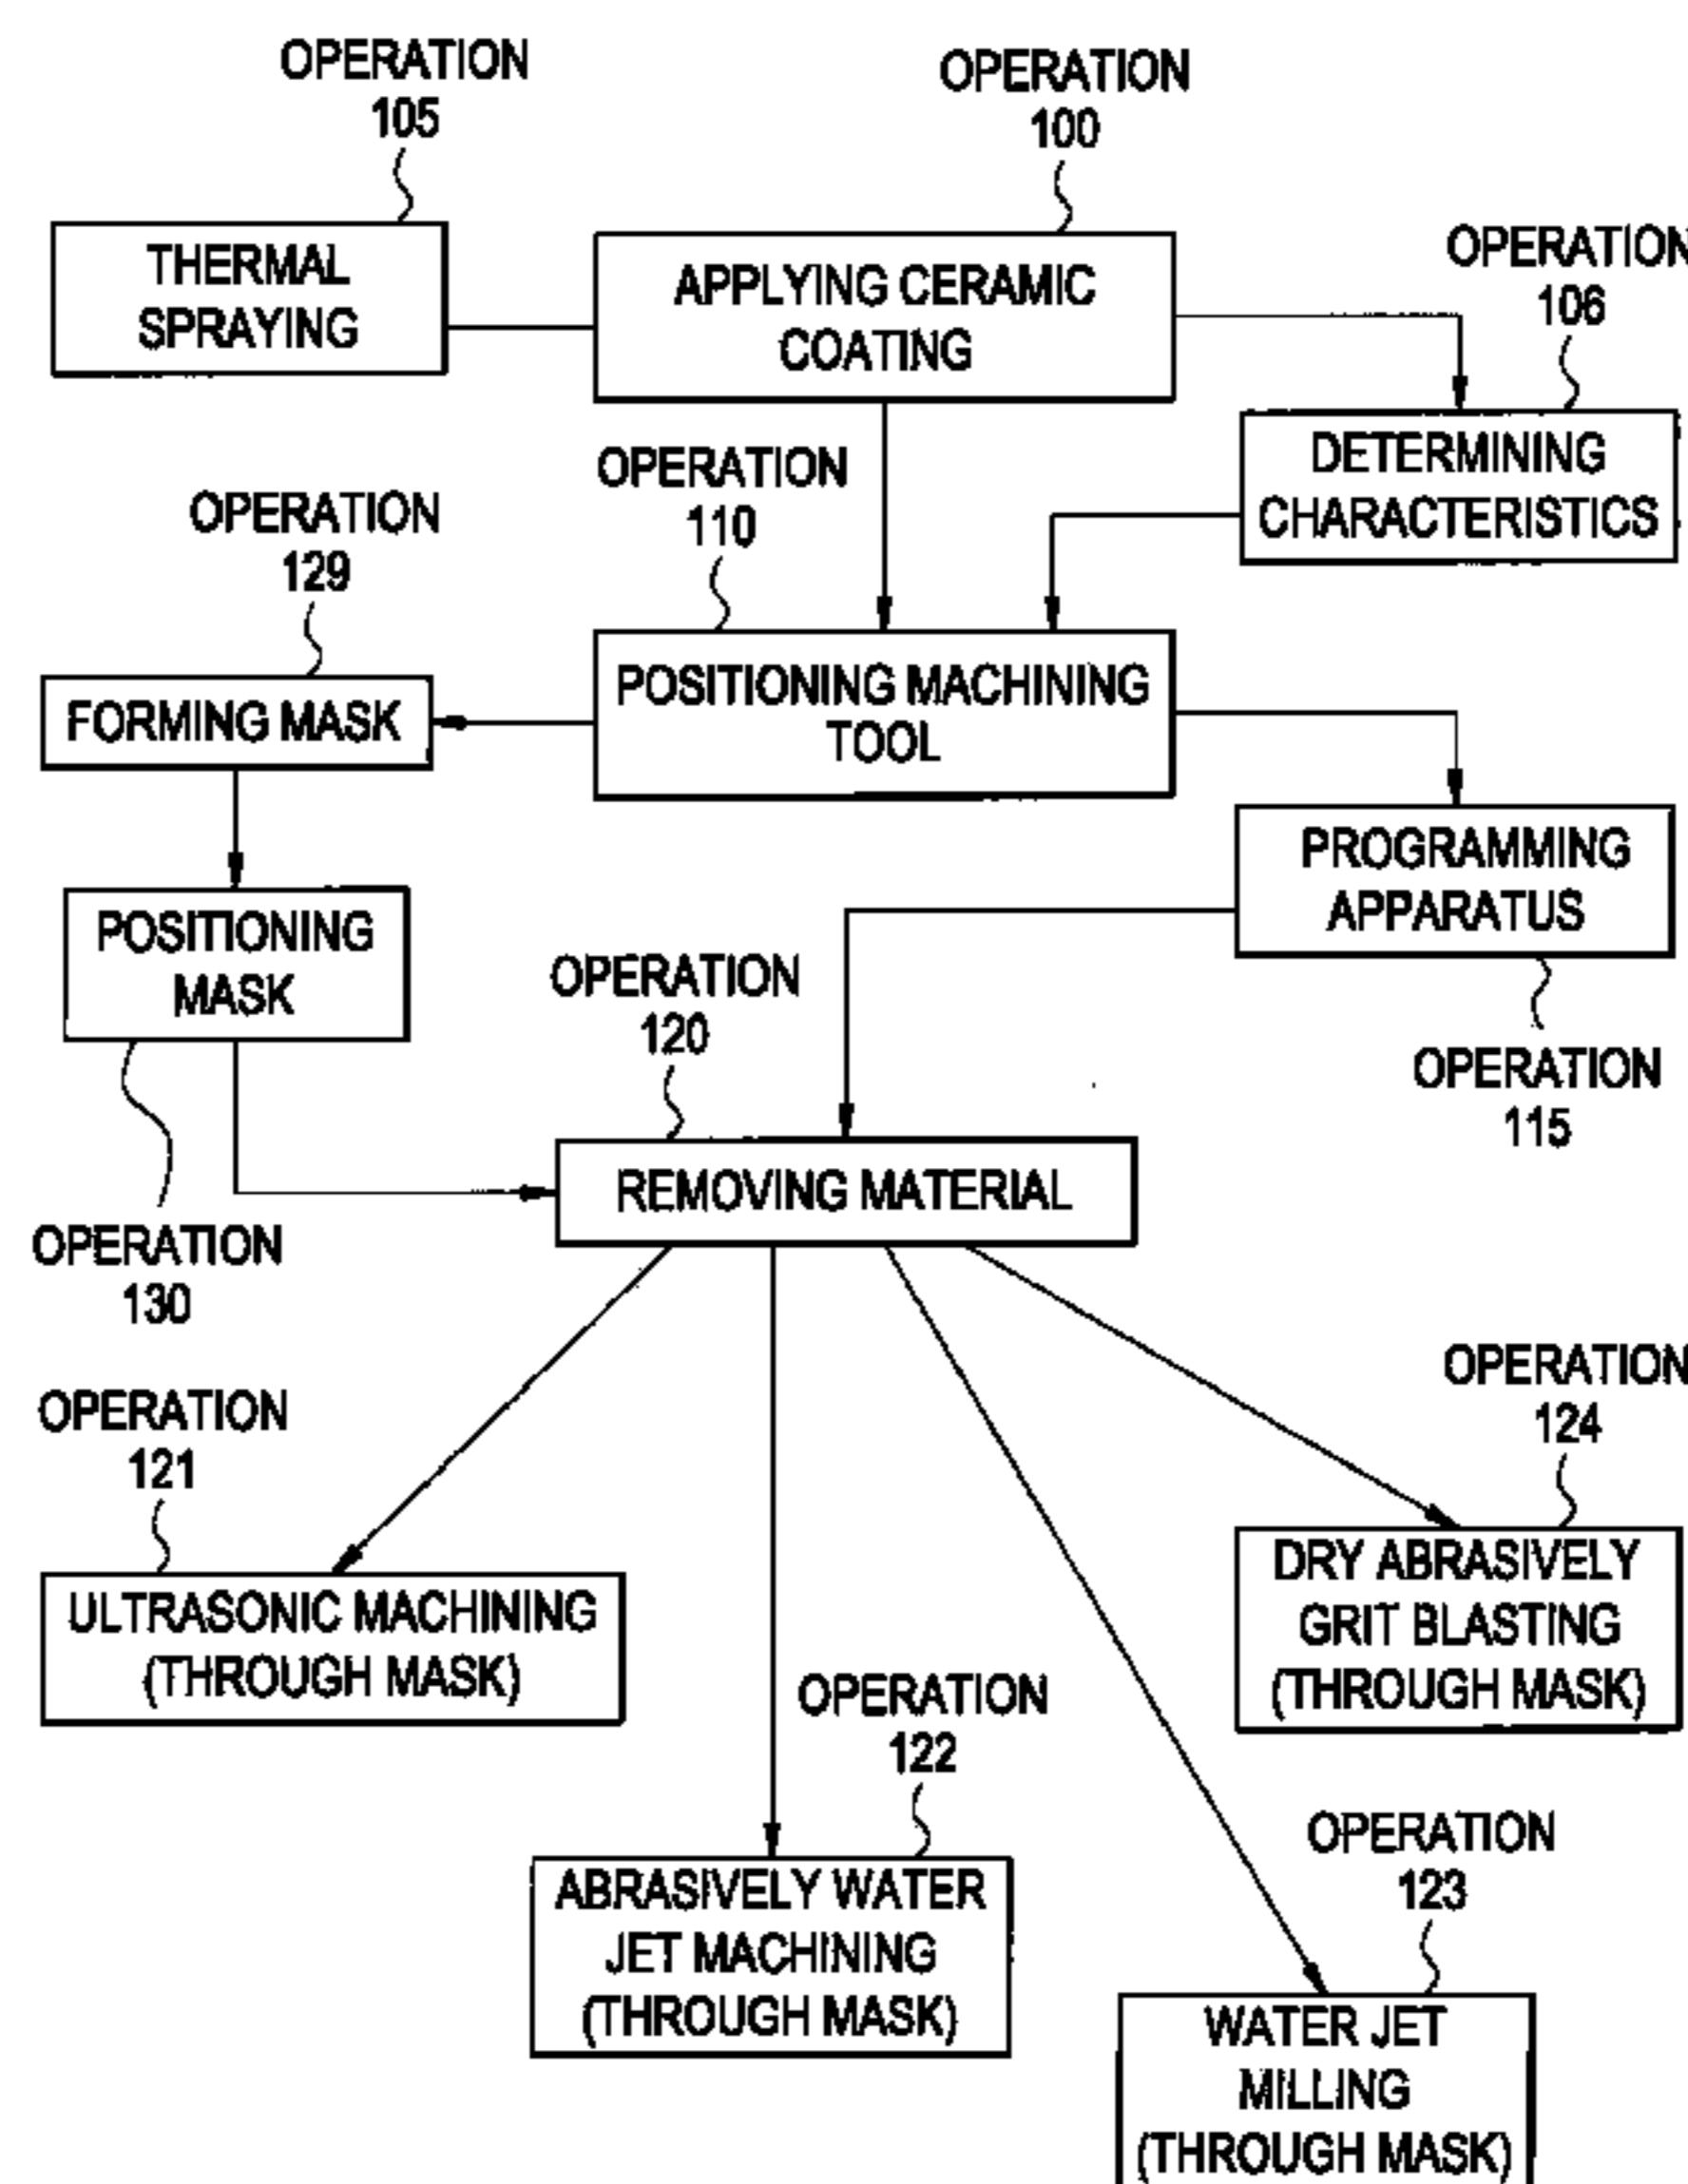 OPERATION
105
OPERATION
100
THERMAL
SPRAYING
APPLYING CERAMIC
COATING
OPERATION
106
DETERMINING
CHARACTERISTICS
OPERATION
110
OPERATION
129
FORMING MASK
POSITIONING MACHINING
TOOL
PROGRAMMING
APPARATUS
OPERATION
115
POSITIONING
MASK
OPERATION
130
OPERATION
120
REMOVING MATERIAL
OPERATION
121
ULTRASONIC MACHINING
(THROUGH MASK)
OPERATION
124
DRY ABRASIVELY
GRIT BLASTING
(THROUGH MASK)
OPERATION
122
ABRASIVELY WATER
JET MACHINING
(THROUGH MASK)
OPERATION
123
WATER JET
MILLING
(THROUGH MASK)